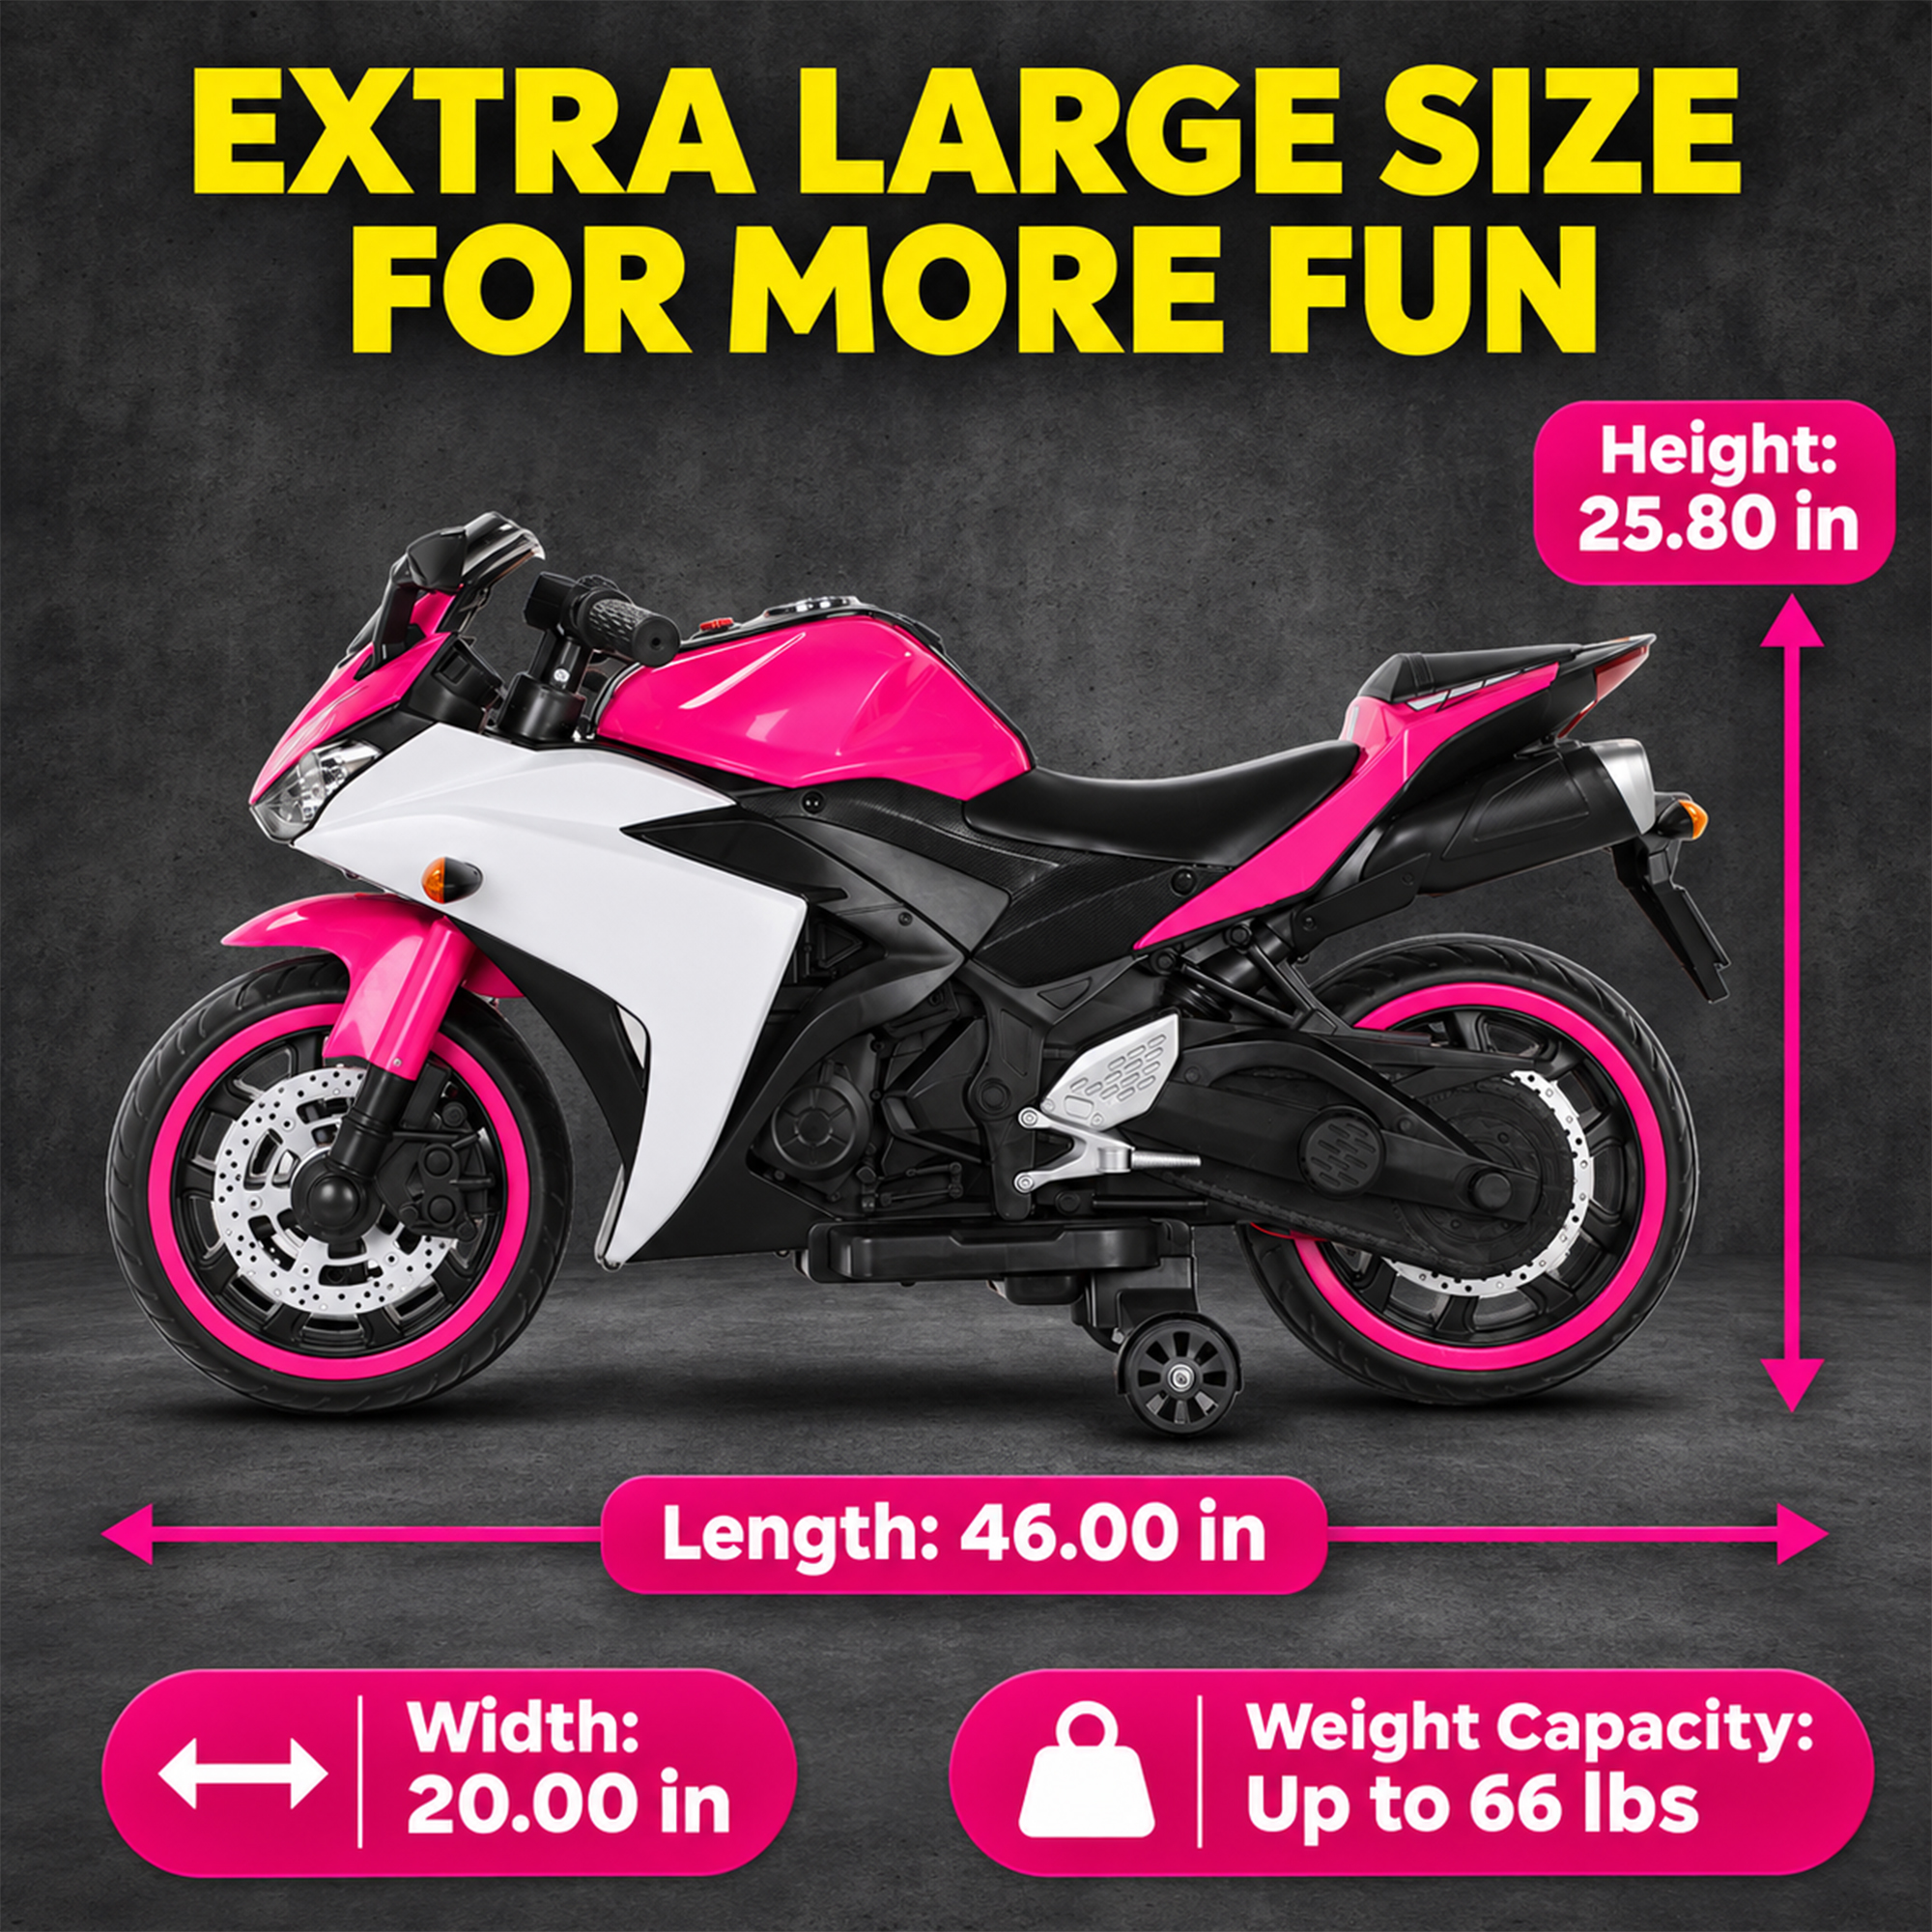 EXTRA LARGE SIZE
FOR MORE FUN
Height:
25.80 in
Length: 46.00 in
Width:
20.00 in
Weight Capacity:
Up to 66 lbs